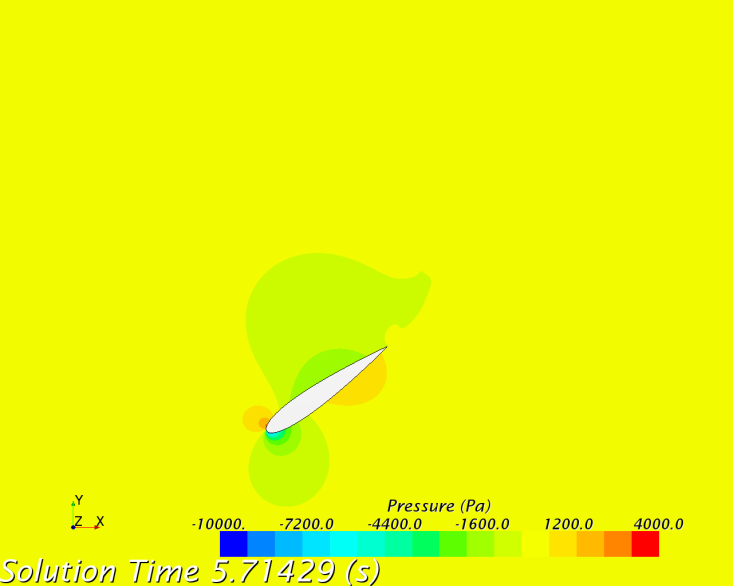 Y
Z X
Pressure (Pa)
-10000. -7200.0 -4400.0 -1600.0 1200.0 4000.0
Solution Time 5.71429 (s)